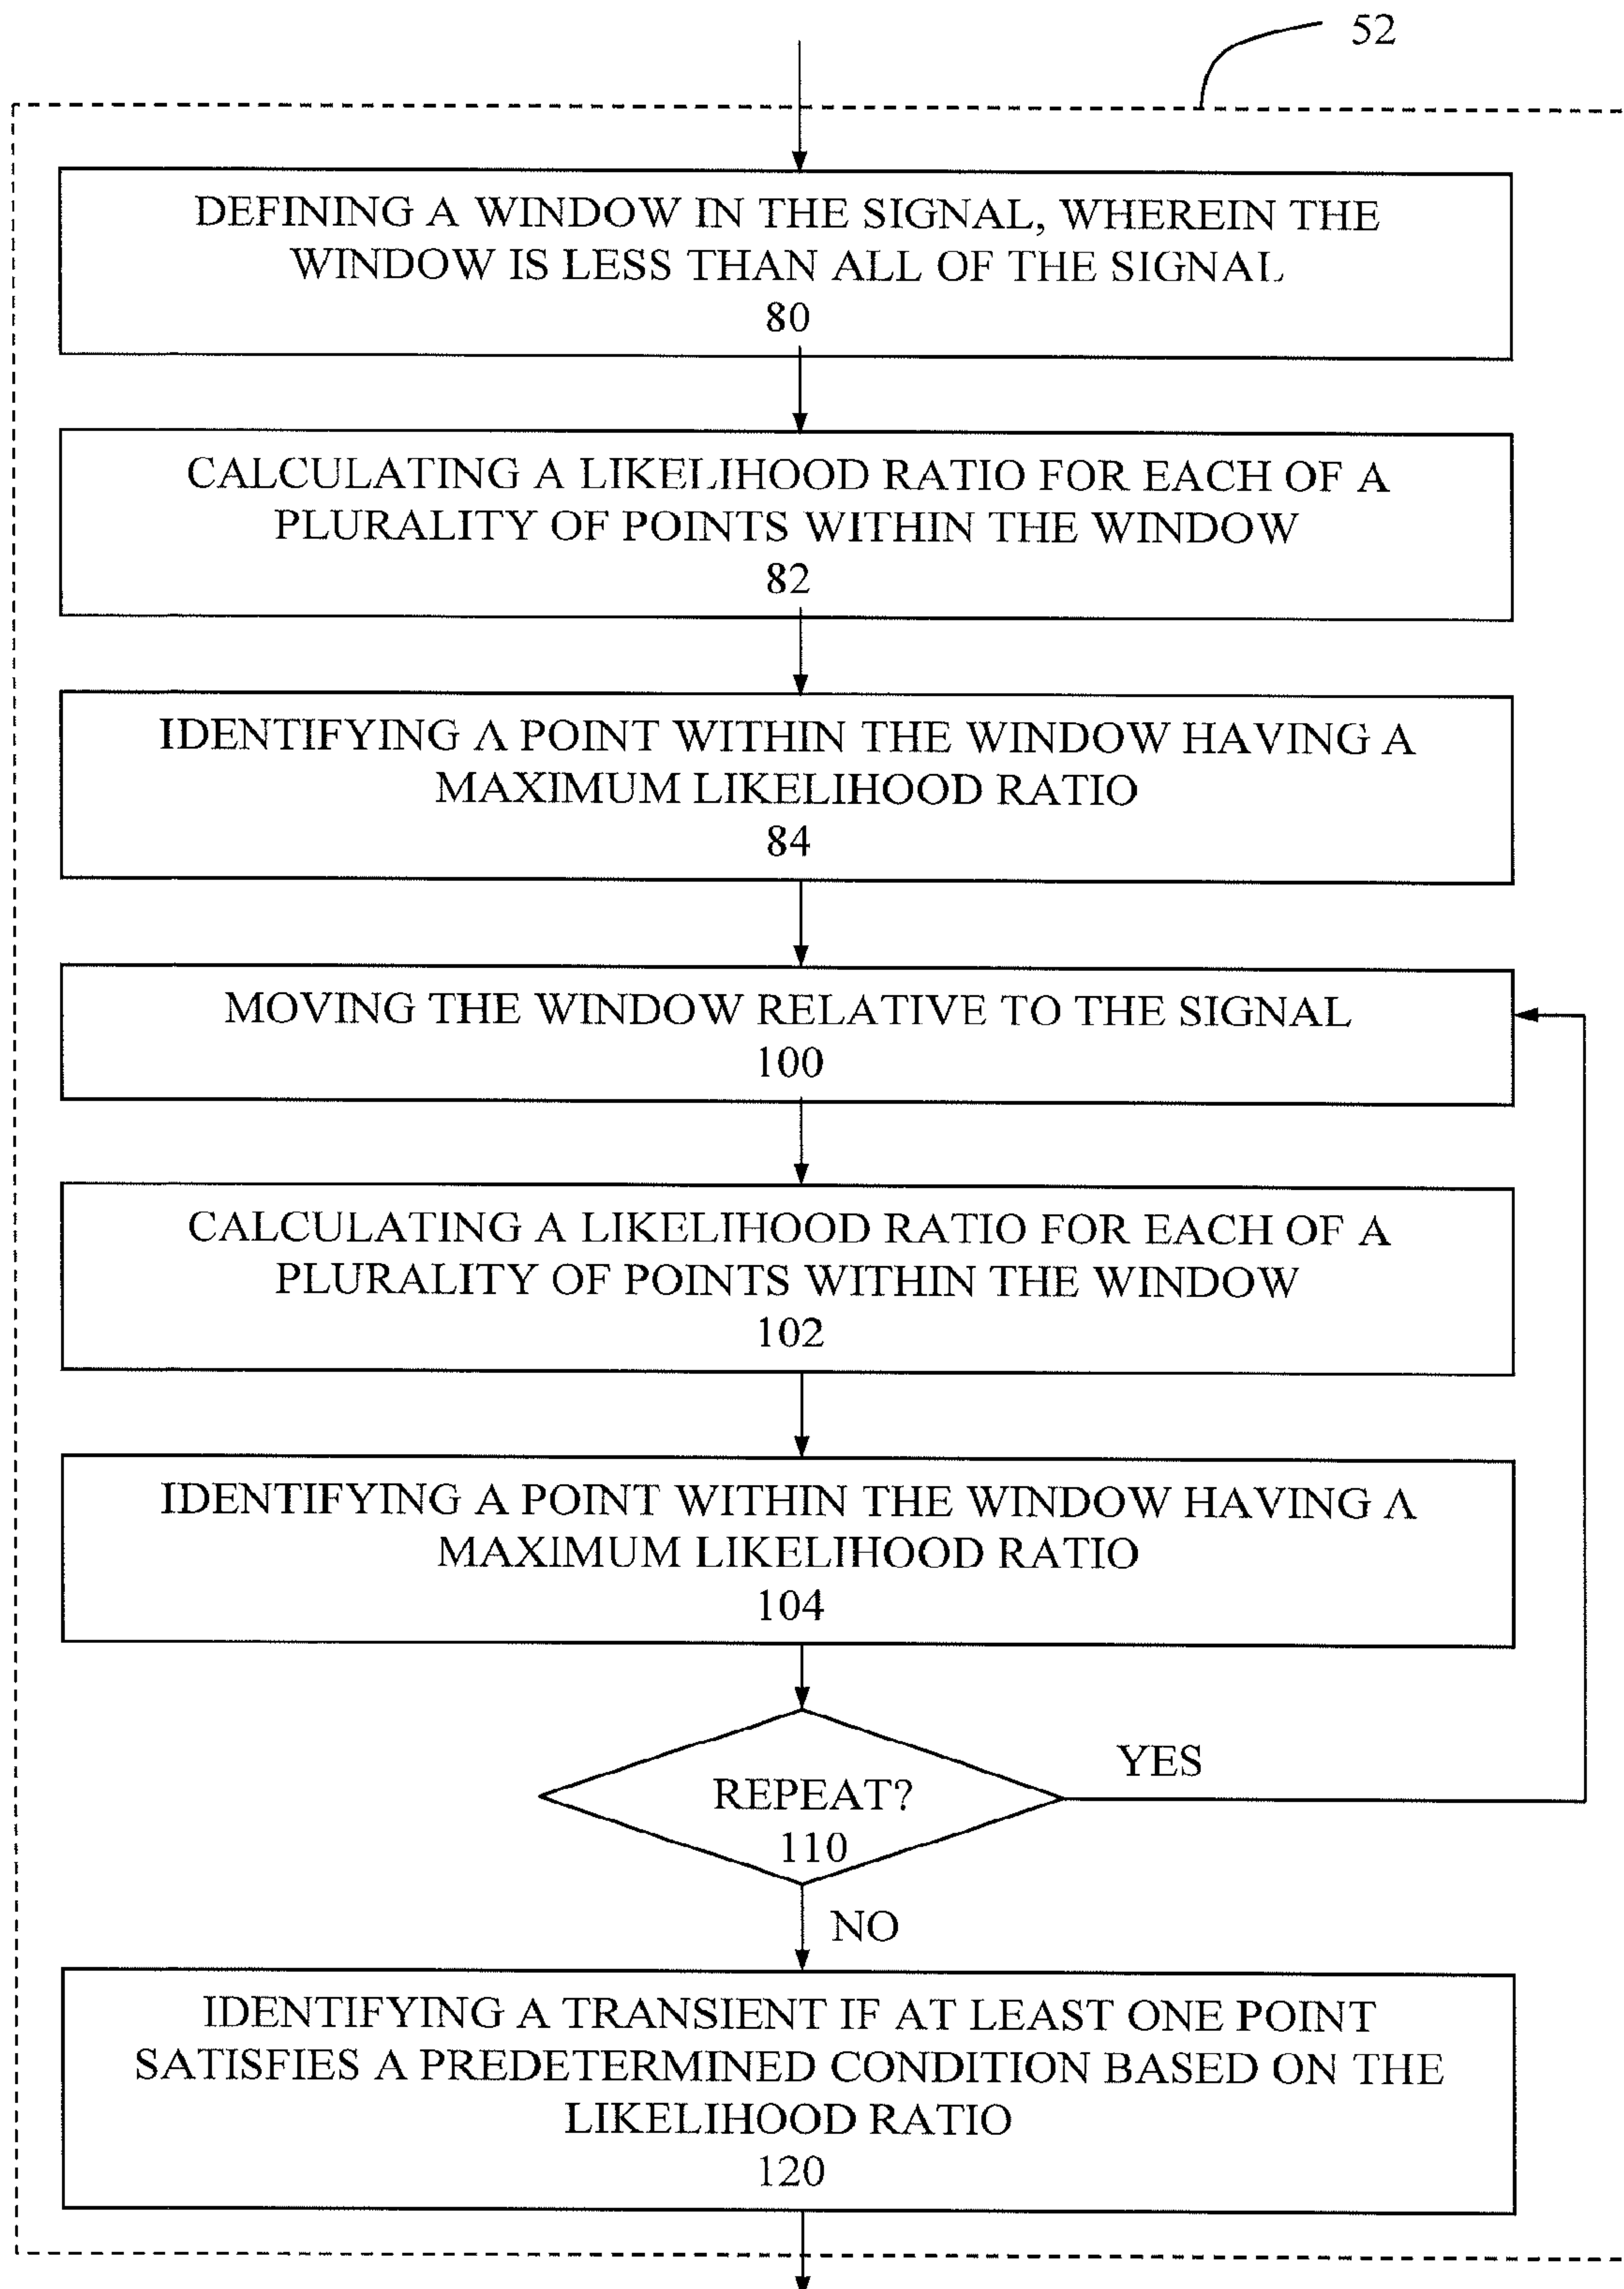 52
DEFINING A WINDOW IN THE SIGNAL, WHEREIN THE
WINDOW IS LESS THAN ALL OF THE SIGNAL
80
CALCULATING A LIKELIHOOD RATIO FOR EACH OF A
PLURALITY OF POINTS WITHIN THE WINDOW
82
IDENTIFYING A POINT WITHIN THE WINDOW HAVING A
MAXIMUM LIKELIHOOD RATIO
84
MOVING THE WINDOW RELATIVE TO THE SIGNAL
100
CALCULATING A LIKELIHOOD RATIO FOR EACH OF A
PLURALITY OF POINTS WITHIN THE WINDOW
102
IDENTIFYING A POINT WITHIN THE WINDOW HAVING A
MAXIMUM LIKELIHOOD RATIO
104
YES
REPEAT?
110
NO
IDENTIFYING A TRANSIENT IF AT LEAST ONE POINT
SATISFIES A PREDETERMINED CONDITION BASED ON THE
LIKELIHOOD RATIO
120